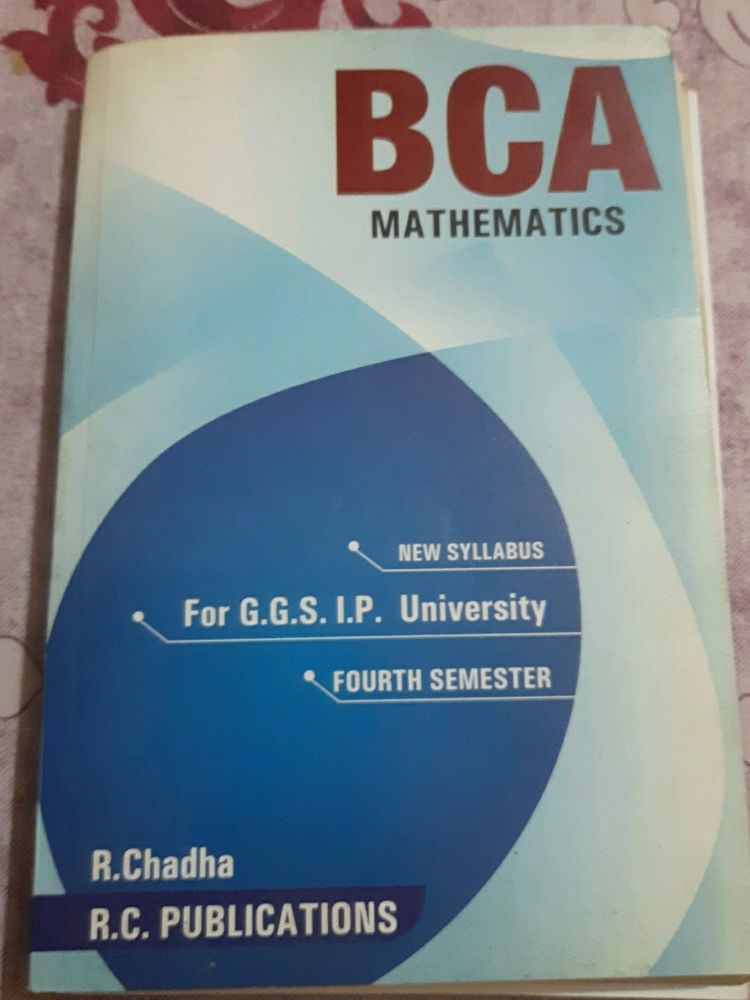 BCA
MATHEMATICS
NEW SYLLABUS
For G.G.S. I.P. University
FOURTH SEMESTER
R.Chadha
R.C. PUBLICATIONS